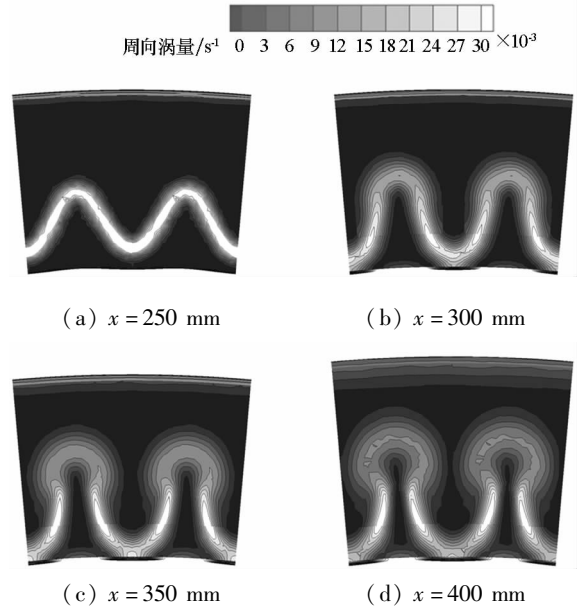 周向涡量/s⁻¹ 0 3 6 9 12 15 18 21 24 27 30 ×10⁻³
(a) x=250 mm (b) x=300 mm
(c) x=350 mm (d) x=400 mm